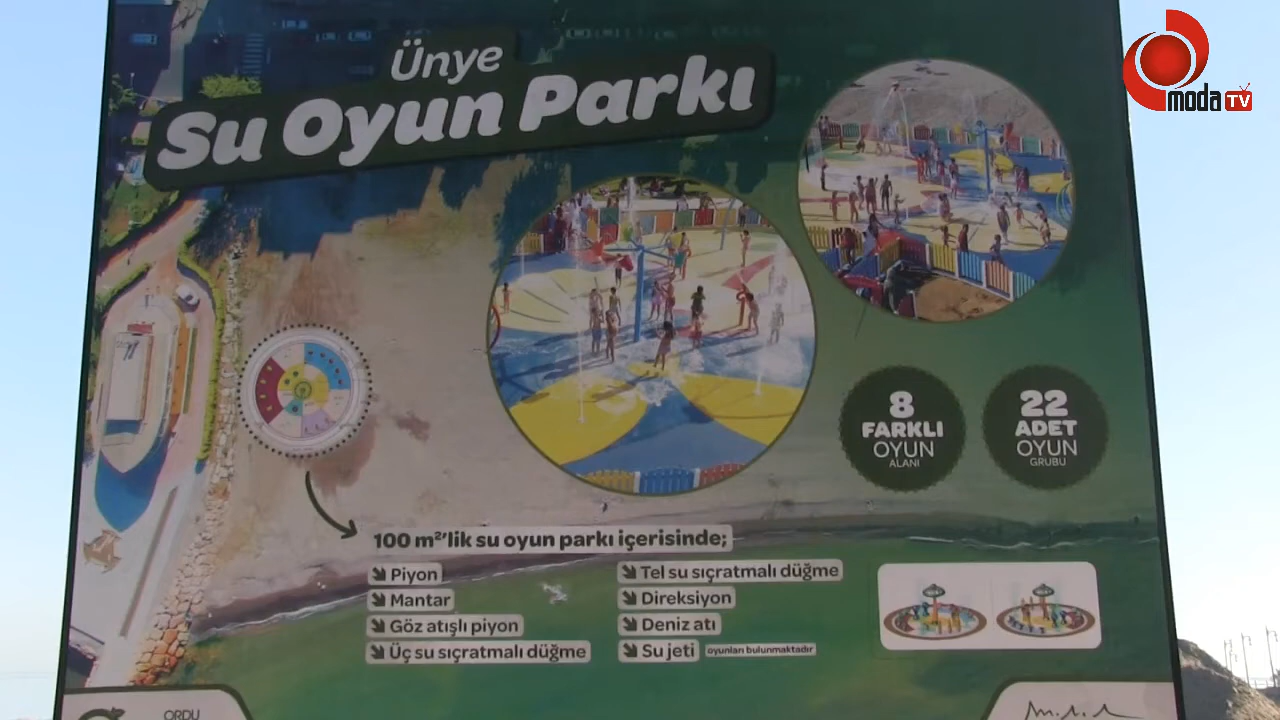 moda TV
Ünye
Su Oyun Parkı
8
FARKLI
OYUN
ALANI
22
ADET
OYUN
GRUBU
100 m²'lik su oyun parkı içerisinde;
Piyon
Mantar
Göz atışlı piyon
Üç su sıçratmalı düğme
Tel su sıçratmalı düğme
Direksiyon
Deniz atı
Su jeti oyunları bulunmaktadır
ORDU